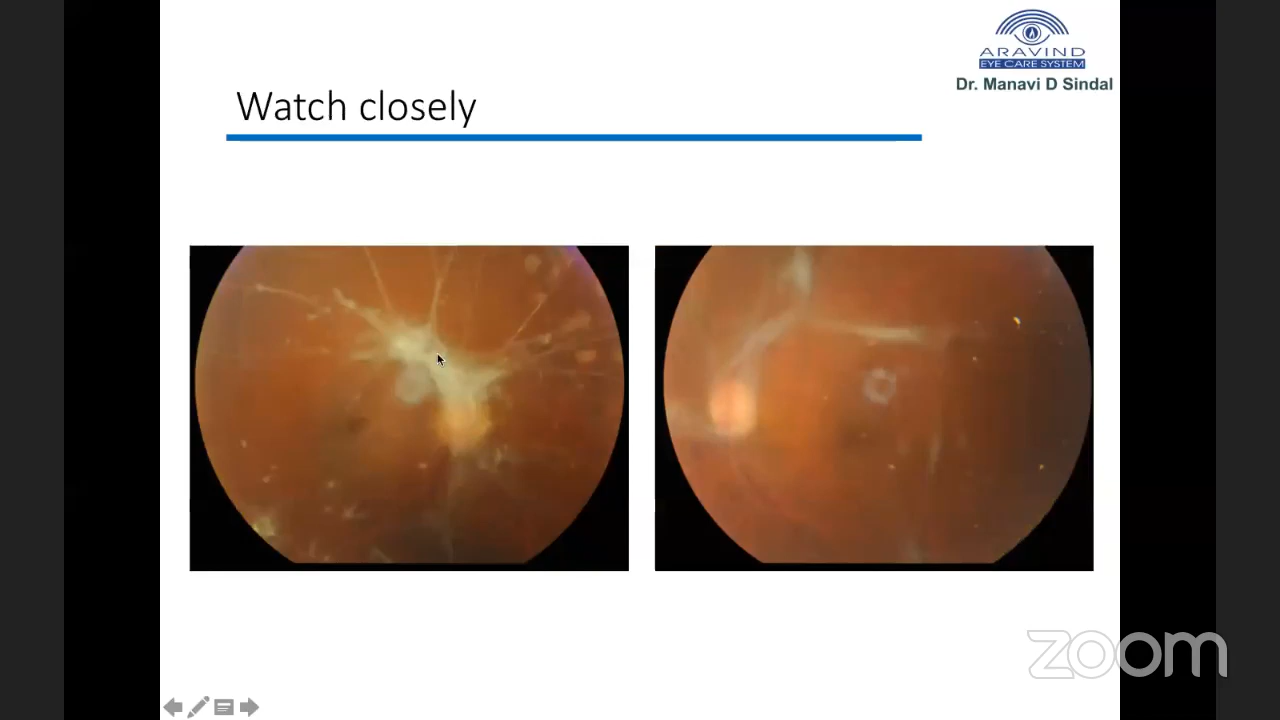 ARAVIND
EYE CARE SYSTEM
Dr. Manavi D Sindal
Watch closely
zoom